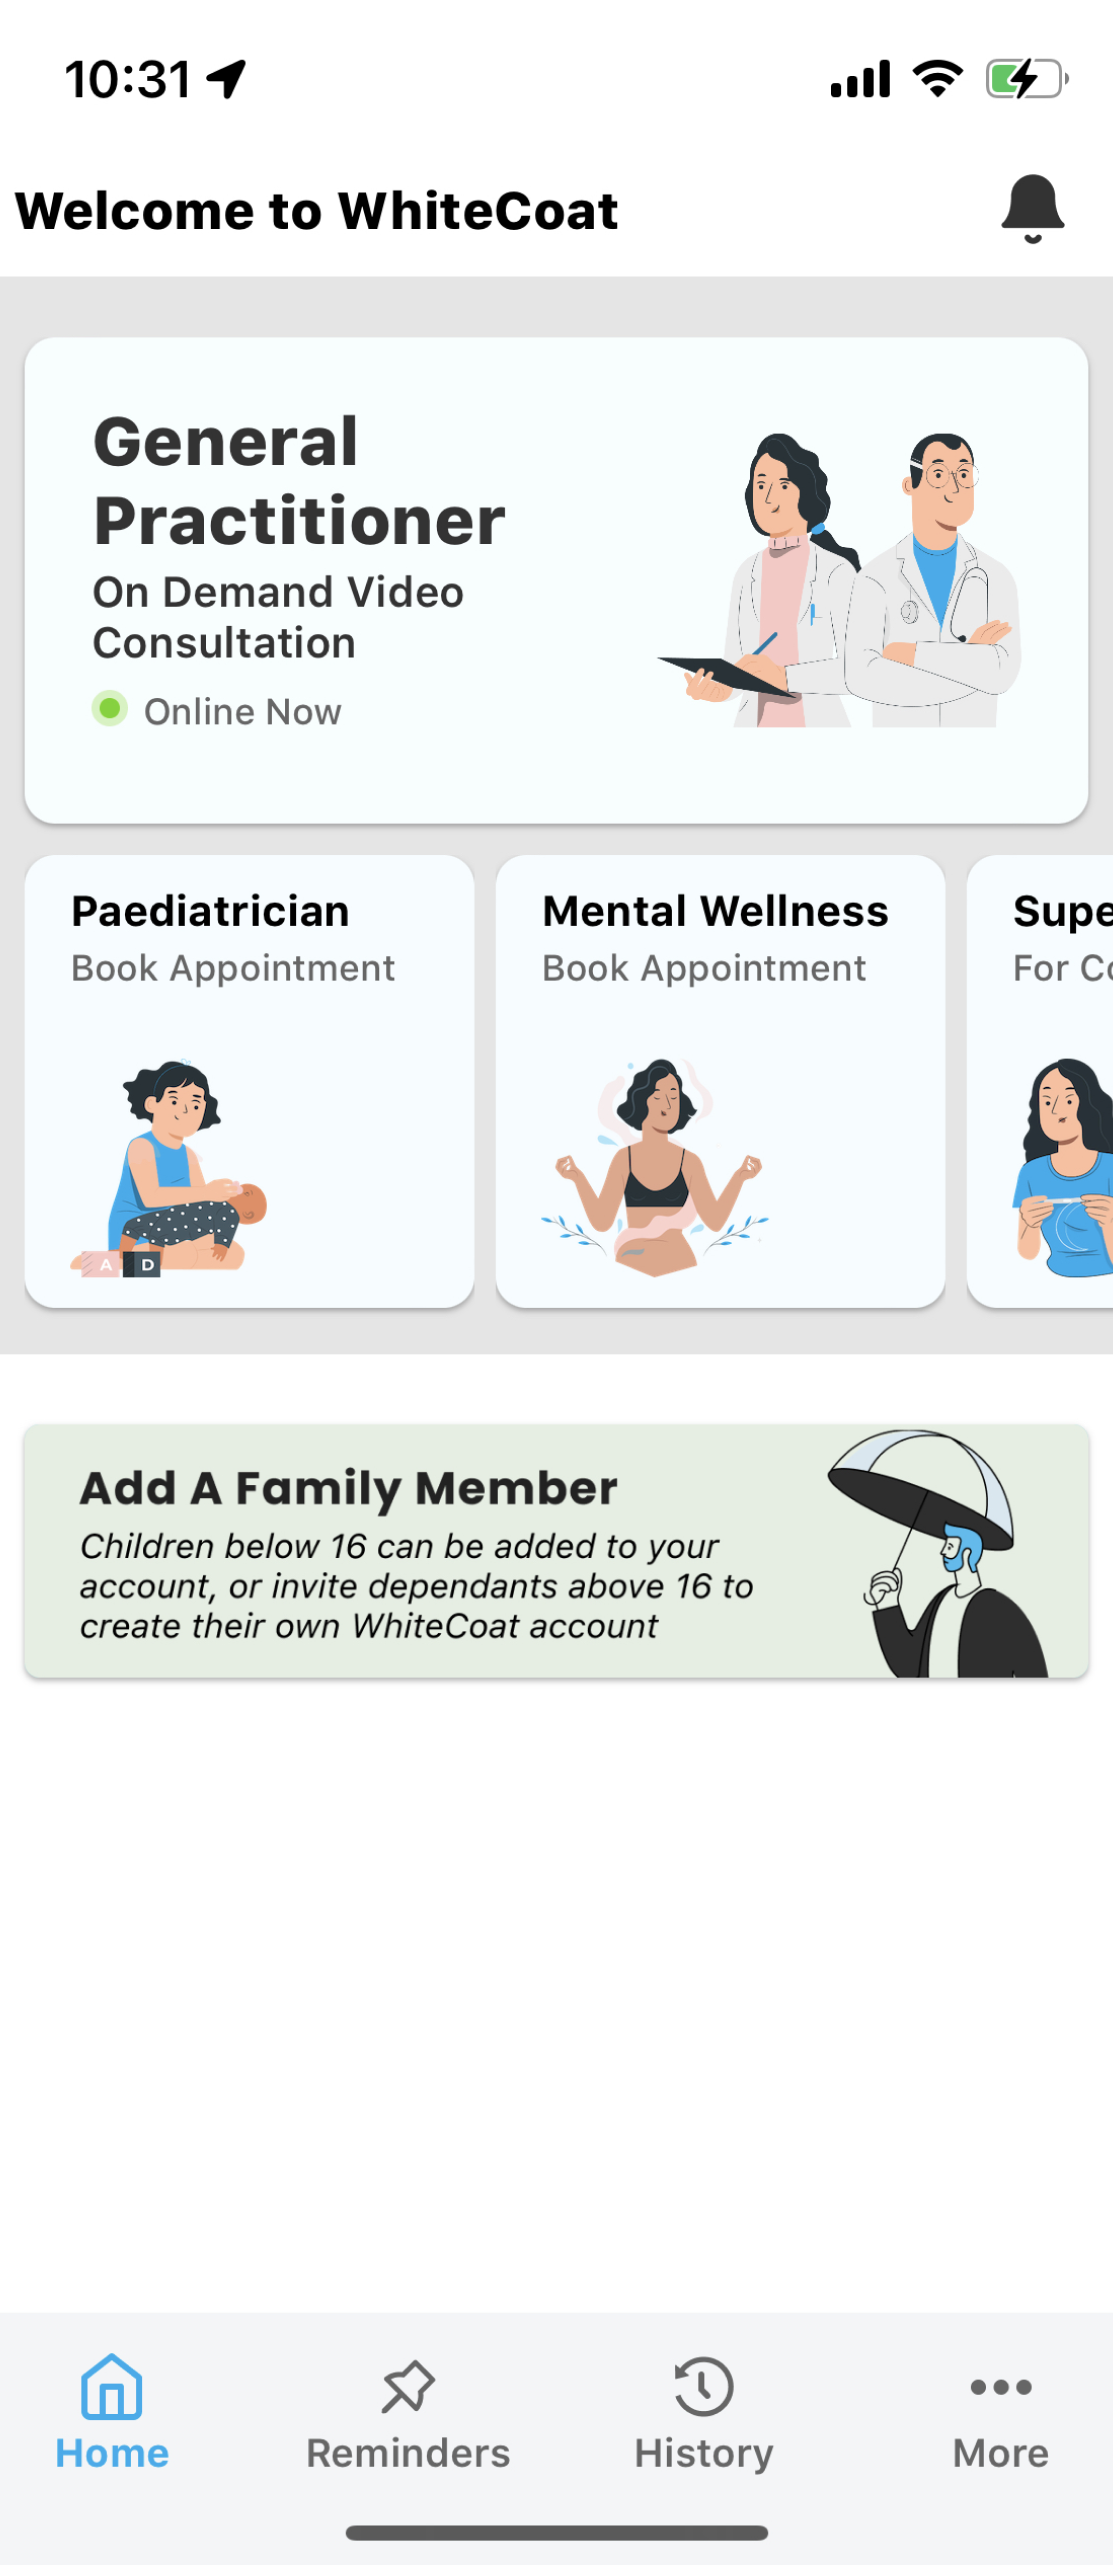 10:31
Welcome to WhiteCoat
General
Practitioner
On Demand Video
Consultation
Online Now
Paediatrician
Book Appointment
Mental Wellness
Book Appointment
Supe
For Co
A D
Add A Family Member
Children below 16 can be added to your
account, or invite dependants above 16 to
create their own WhiteCoat account
Home
Reminders
History
More